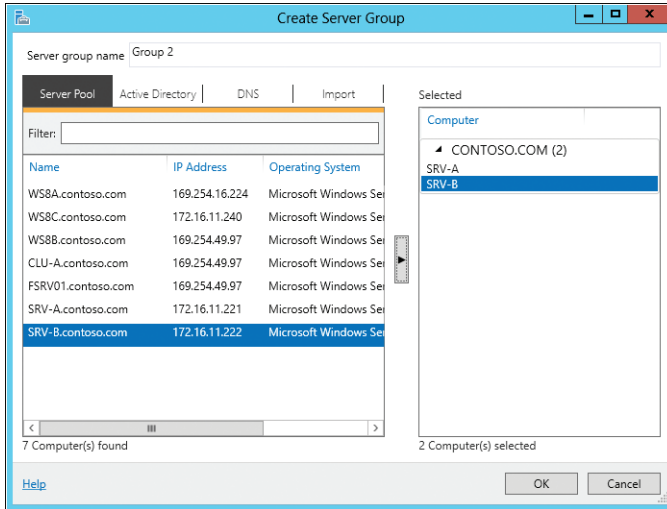 Create Server Group
Server group name Group 2
Server Pool Active Directory DNS Import
Filter:
Name IP Address Operating System
WS8A.contoso.com 169.254.16.224 Microsoft Windows Ser
WS8C.contoso.com 172.16.11.240 Microsoft Windows Ser
WS8B.contoso.com 169.254.49.97 Microsoft Windows Ser
CLU-A.contoso.com 169.254.49.97 Microsoft Windows Ser
FSRV01.contoso.com 169.254.49.97 Microsoft Windows Ser
SRV-A.contoso.com 172.16.11.221 Microsoft Windows Ser
SRV-B.contoso.com 172.16.11.222 Microsoft Windows Ser
7 Computer(s) found
Selected
Computer
CONTOSO.COM (2)
SRV-A
SRV-B
2 Computer(s) selected
Help
OK Cancel